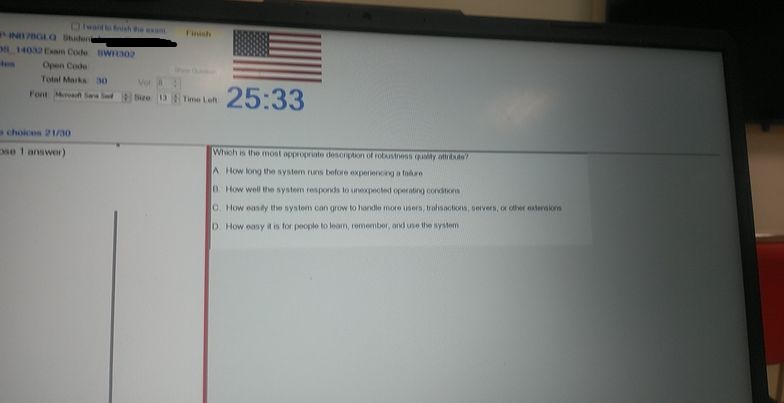 I want to finish the exam.
Finish
Student
14032 Exam Code: SWR302
Open Code:
Total Marks: 30 Vol: 8
Font: Microsoft Sans Serif Size: 13 Time Left: 25:33
choices 21/30
ose 1 answer)
Which is the most appropriate description of robustness quality attribute?
A. How long the system runs before experiencing a failure
B. How well the system responds to unexpected operating conditions
C. How easily the system can grow to handle more users, trahsactions, servers, or other extensions
D. How easy it is for people to learn, remember, and use the system